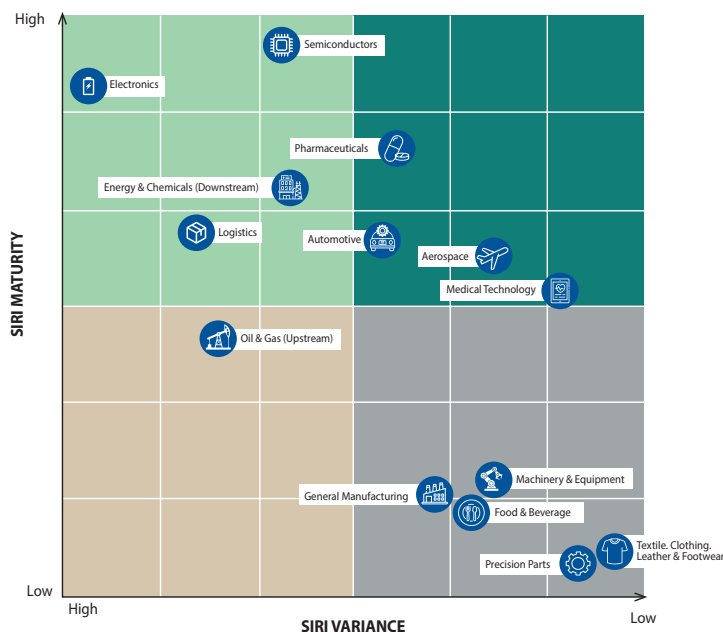 High
Semiconductors
Electronics
Pharmaceuticals
Energy & Chemicals (Downstream)
Logistics
Automotive
Aerospace
Medical Technology
SIRI MATURITY
Oil & Gas (Upstream)
Machinery & Equipment
General Manufacturing
Food & Beverage
Textile. Clothing.
Leather & Footwear
Precision Parts
Low
High
Low
SIRI VARIANCE